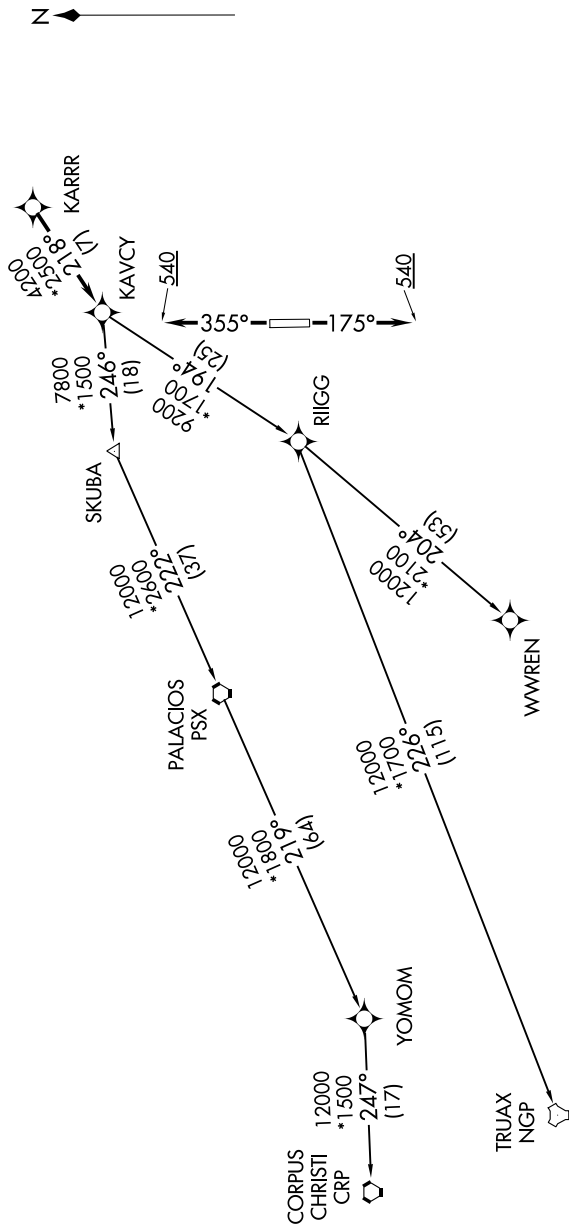 N
KARRR
4200
*2500
218°
(7)
KAVCY
540
355°
175°
540
7800
*1500
246°
(18)
9200
*1700
194°
(25)
SKUBA
RIIGG
12000
*2600
222°
(37)
12000
*2100
204°
(53)
PALACIOS
PSX
WWREN
12000
*1700
226°
(115)
12000
*1800
219°
(64)
YOMOM
12000
*1500
247°
(17)
TRUAX
NGP
CORPUS
CHRISTI
CRP